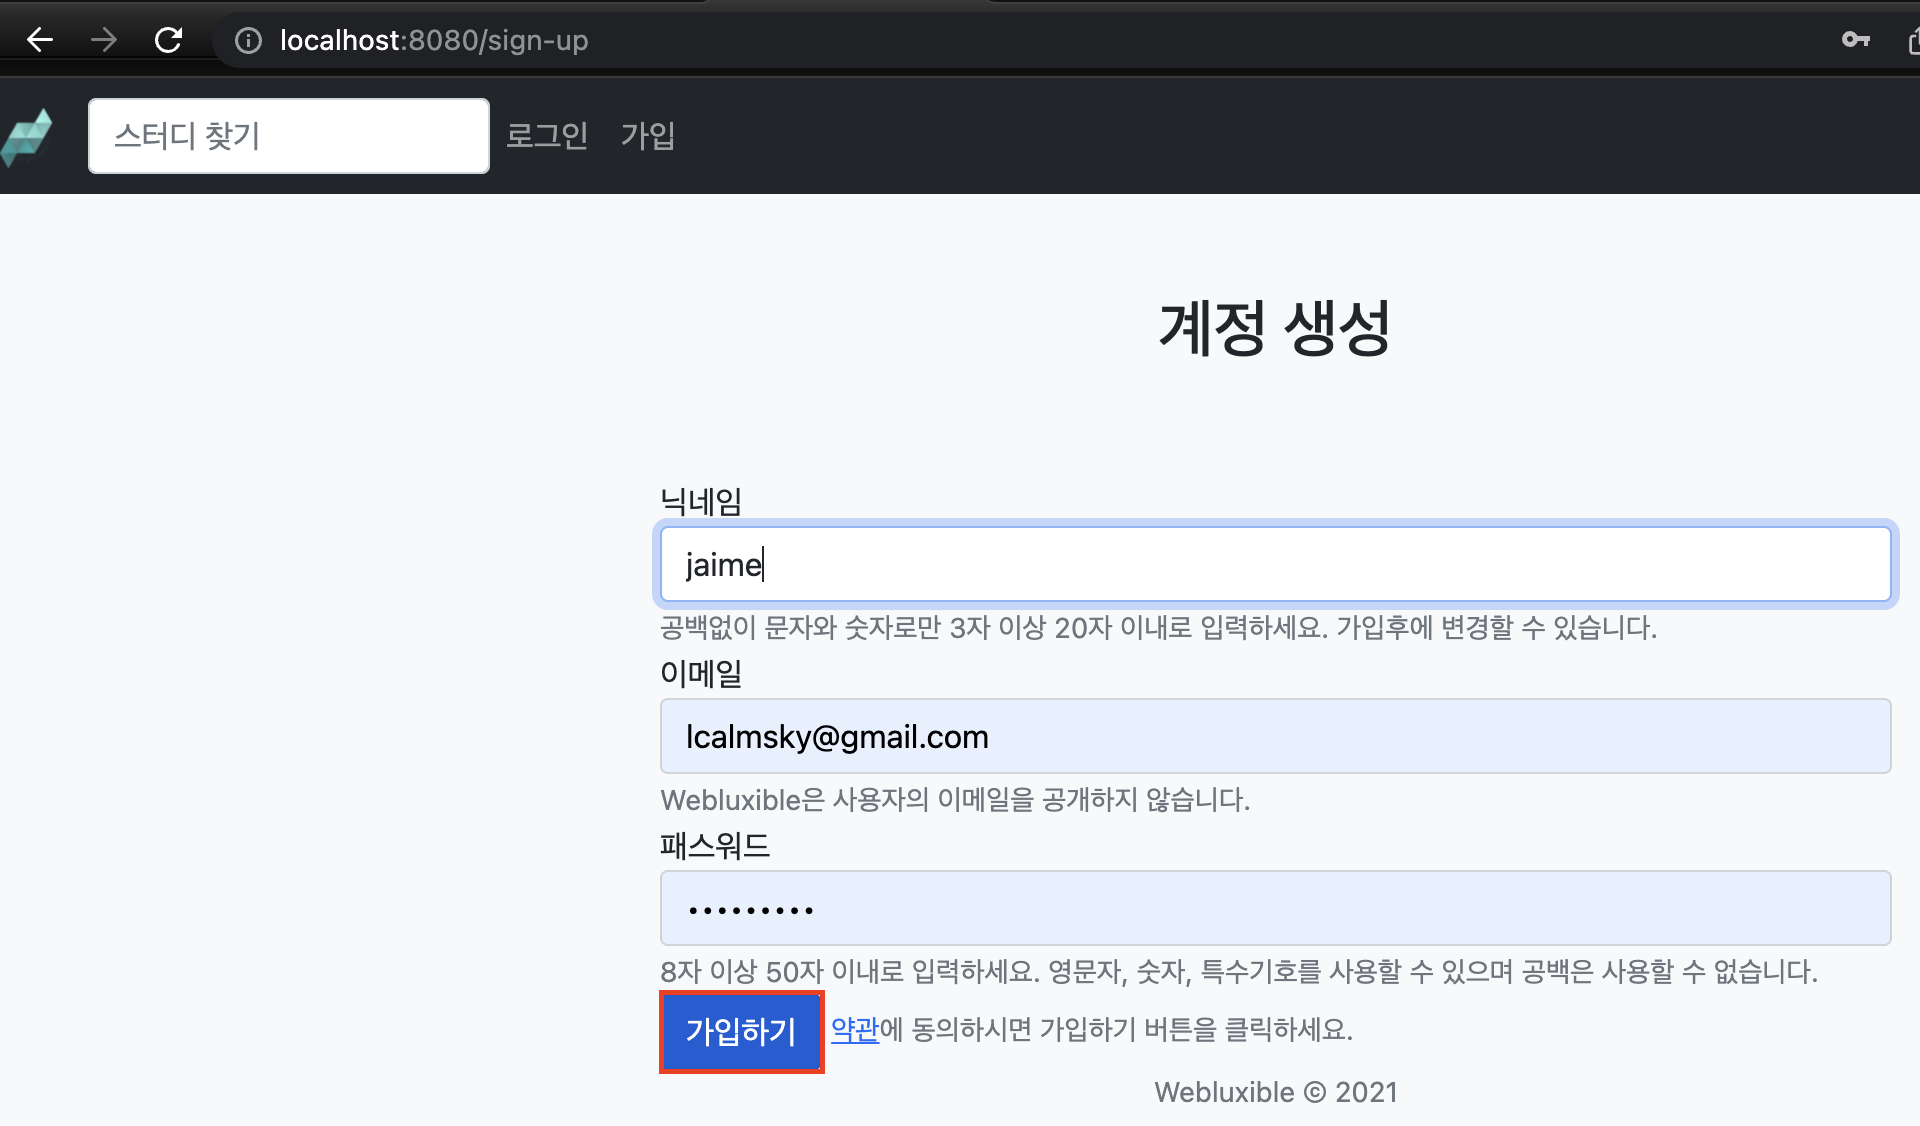 localhost:8080/sign-up
스터디 찾기 로그인 가입
계정 생성
닉네임
jaime
공백없이 문자와 숫자로만 3자 이상 20자 이내로 입력하세요. 가입후에 변경할 수 있습니다.
이메일
lcalmsky@gmail.com
Webluxible은 사용자의 이메일을 공개하지 않습니다.
패스워드
•••••••••
8자 이상 50자 이내로 입력하세요. 영문자, 숫자, 특수기호를 사용할 수 있으며 공백은 사용할 수 없습니다.
가입하기 약관에 동의하시면 가입하기 버튼을 클릭하세요.
Webluxible © 2021